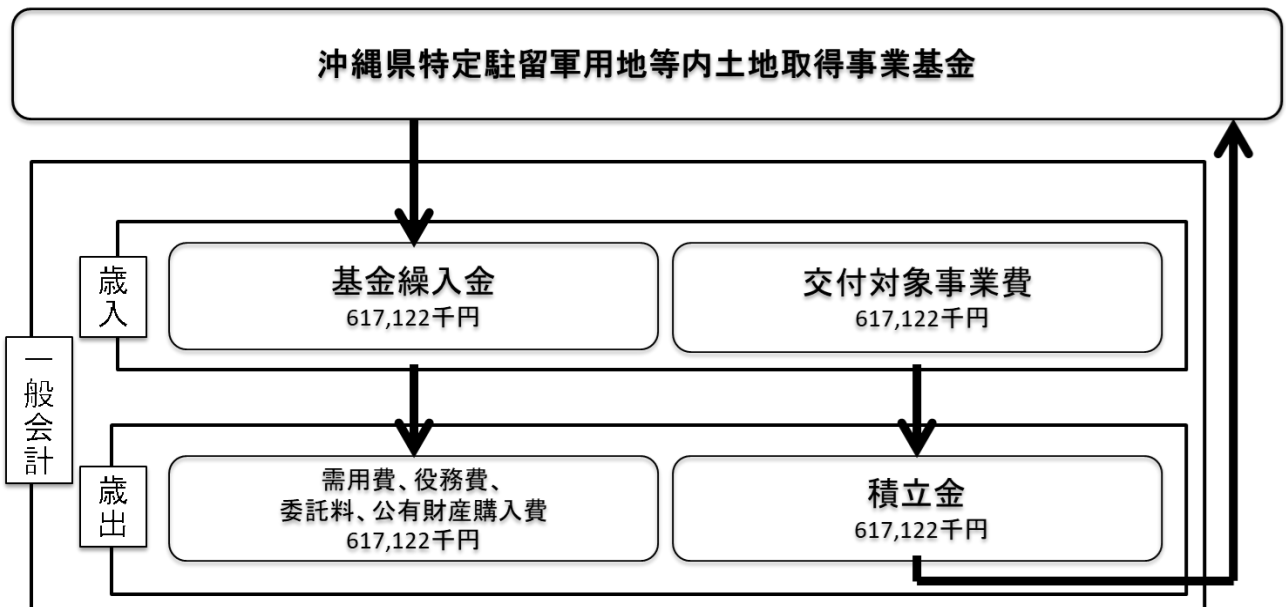 沖縄県特定駐留軍用地等内土地取得事業基金
一般会計
歳入
基金繰入金
617,122千円
交付対象事業費
617,122千円
歳出
需用費、役務費、
委託料、公有財産購入費
617,122千円
積立金
617,122千円